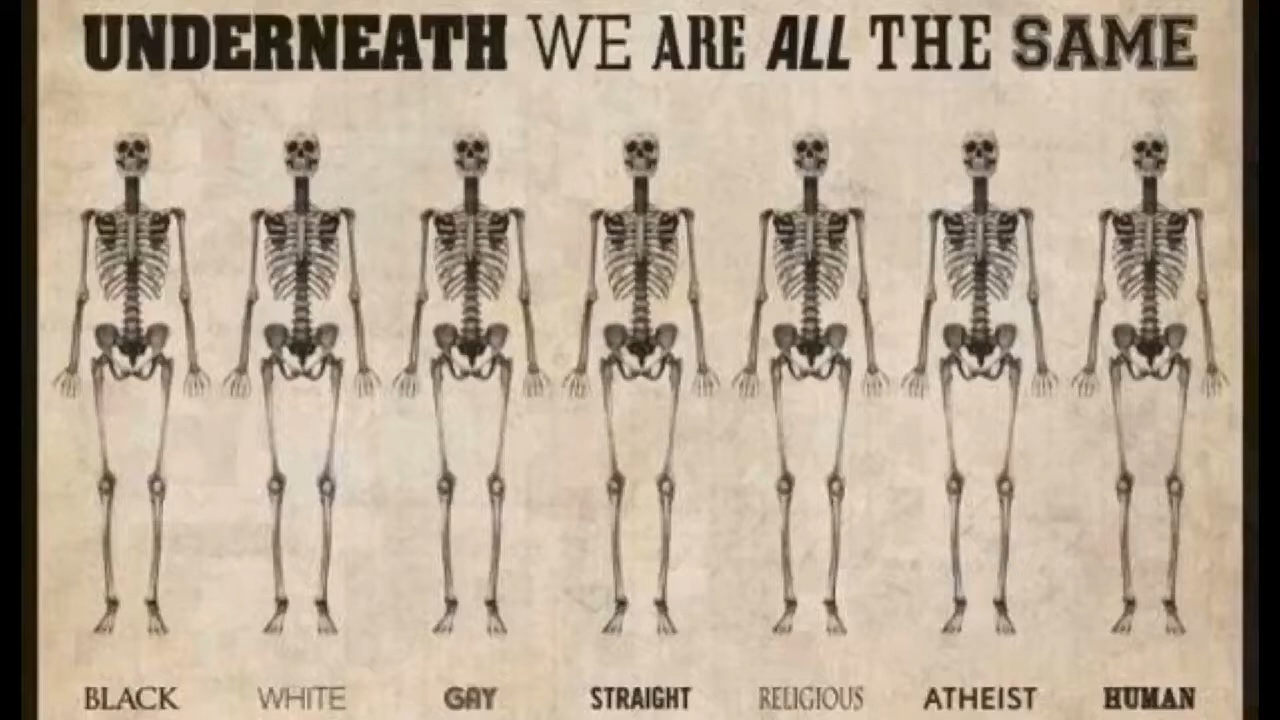 UNDERNEATH WE ARE ALL THE SAME
BLACK WHITE GAY STRAIGHT RELIGIOUS ATHEIST HUMAN